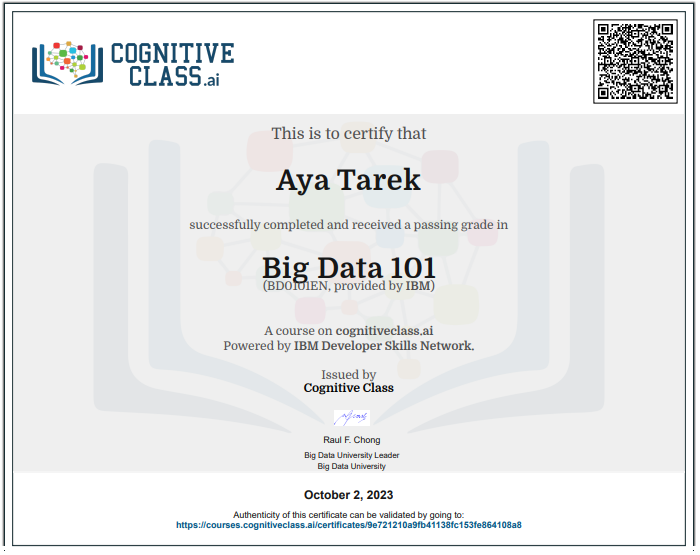 COGNITIVE
CLASS.ai
This is to certify that
Aya Tarek
successfully completed and received a passing grade in
Big Data 101
(BD0101EN, provided by IBM)
A course on cognitiveclass.ai
Powered by IBM Developer Skills Network.
Issued by
Cognitive Class
Raul F. Chong
Big Data University Leader
Big Data University
October 2, 2023
Authenticity of this certificate can be validated by going to:
https://courses.cognitiveclass.ai/certificates/9e721210a9fb41138fc153fe864108a8